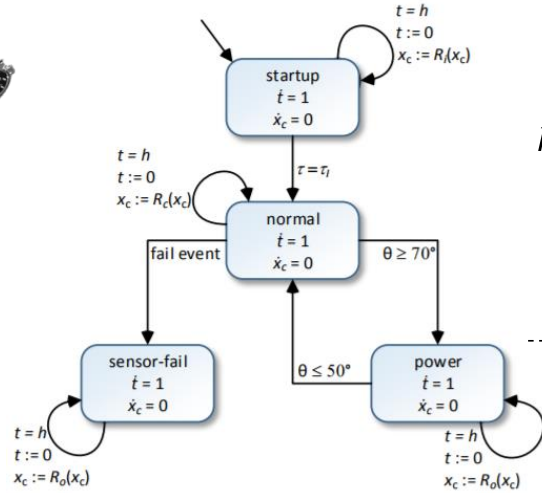 t = h
t := 0
x_c := R_i(x_c)
startup
ṫ = 1
ẋ_c = 0
τ = τ_I
t = h
t := 0
x_c := R_c(x_c)
normal
ṫ = 1
ẋ_c = 0
fail event
θ ≥ 70°
θ ≤ 50°
sensor-fail
ṫ = 1
ẋ_c = 0
power
ṫ = 1
ẋ_c = 0
t = h
t := 0
x_c := R_o(x_c)
t = h
t := 0
x_c := R_o(x_c)